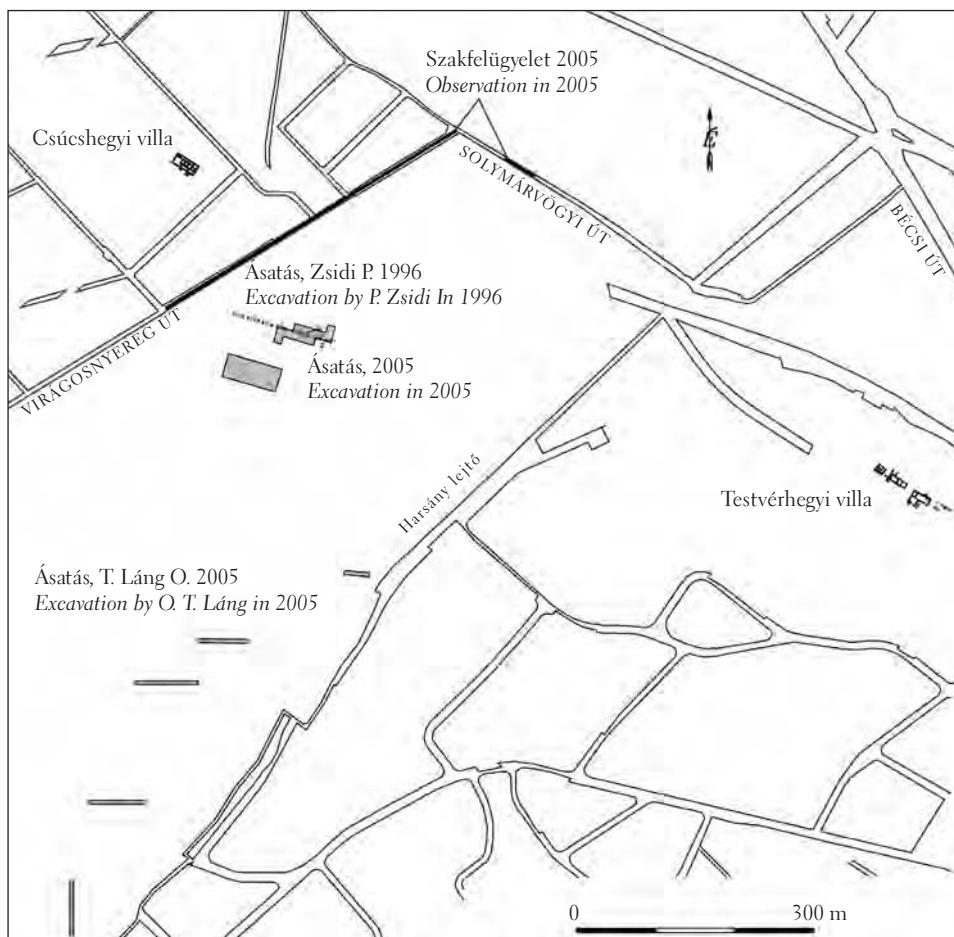 Szakfelügyelet 2005
Observation in 2005
Csúcshegyi villa
É
SOLYMÁRVÖGYI ÚT
BÉCSI ÚT
Ásatás, Zsidi P. 1996
Excavation by P. Zsidi In 1996
VIRÁGOSNYEREG ÚT
Ásatás, 2005
Excavation in 2005
Harsány lejtő
Testvérhegyi villa
Ásatás, T. Láng O. 2005
Excavation by O. T. Láng in 2005
0 300 m